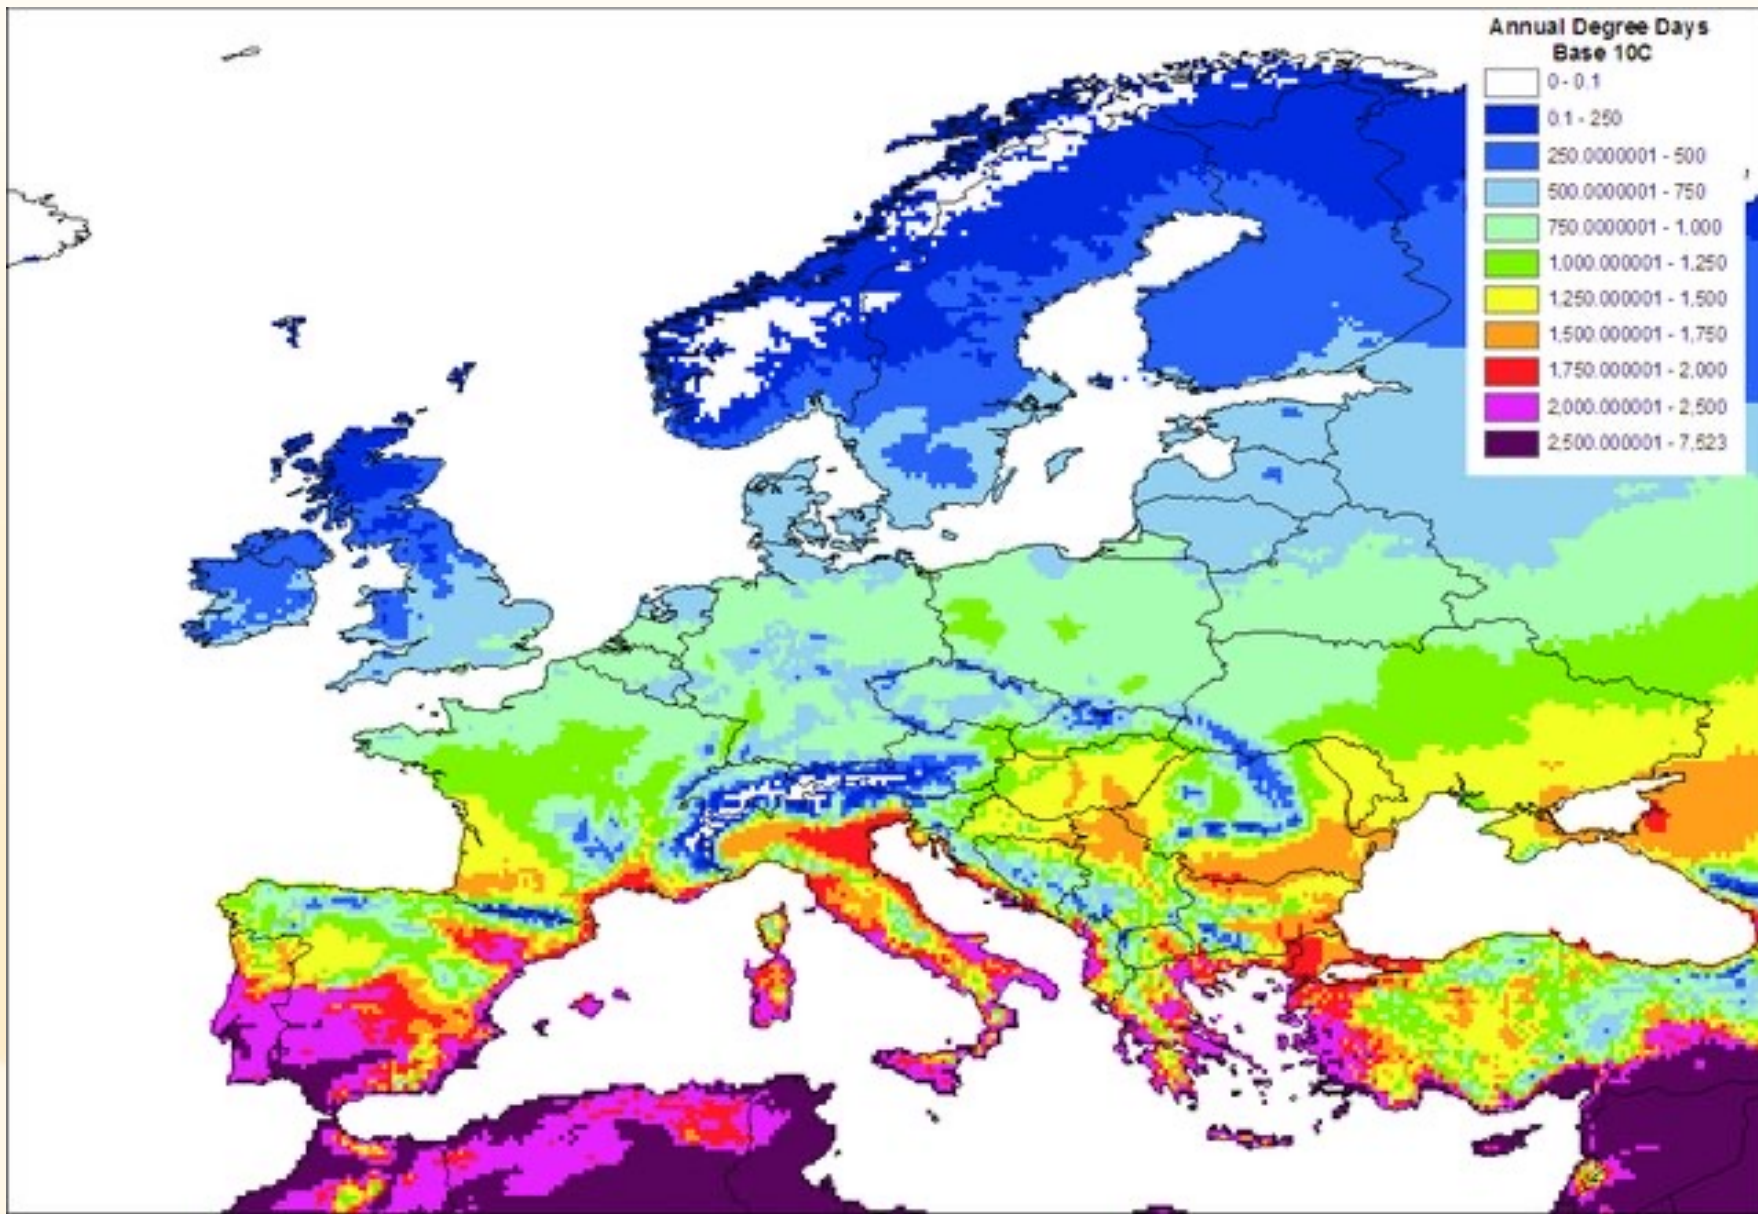 Annual Degree Days
Base 10C
0 - 0.1
0.1 - 250
250.0000001 - 500
500.0000001 - 750
750.0000001 - 1.000
1.000.000001 - 1.250
1.250.000001 - 1.500
1.500.000001 - 1,750
1,750.000001 - 2,000
2,000.000001 - 2,500
2,500.000001 - 7,523